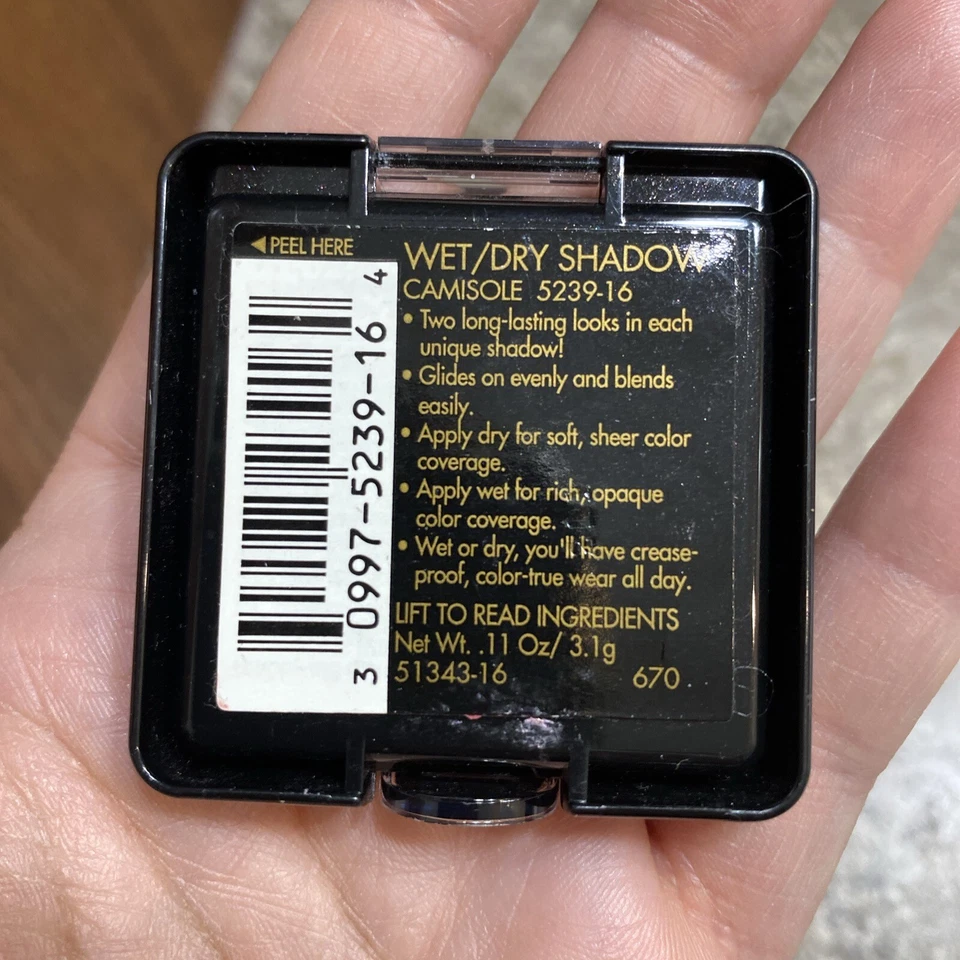 ◀ PEEL HERE
3 0997-5239-16 4
WET/DRY SHADOW
CAMISOLE 5239-16
• Two long-lasting looks in each
unique shadow!
• Glides on evenly and blends
easily.
• Apply dry for soft, sheer color
coverage.
• Apply wet for rich, opaque
color coverage.
• Wet or dry, you'll have crease-
proof, color-true wear all day.
LIFT TO READ INGREDIENTS
Net Wt. .11 Oz/ 3.1g
51343-16 670